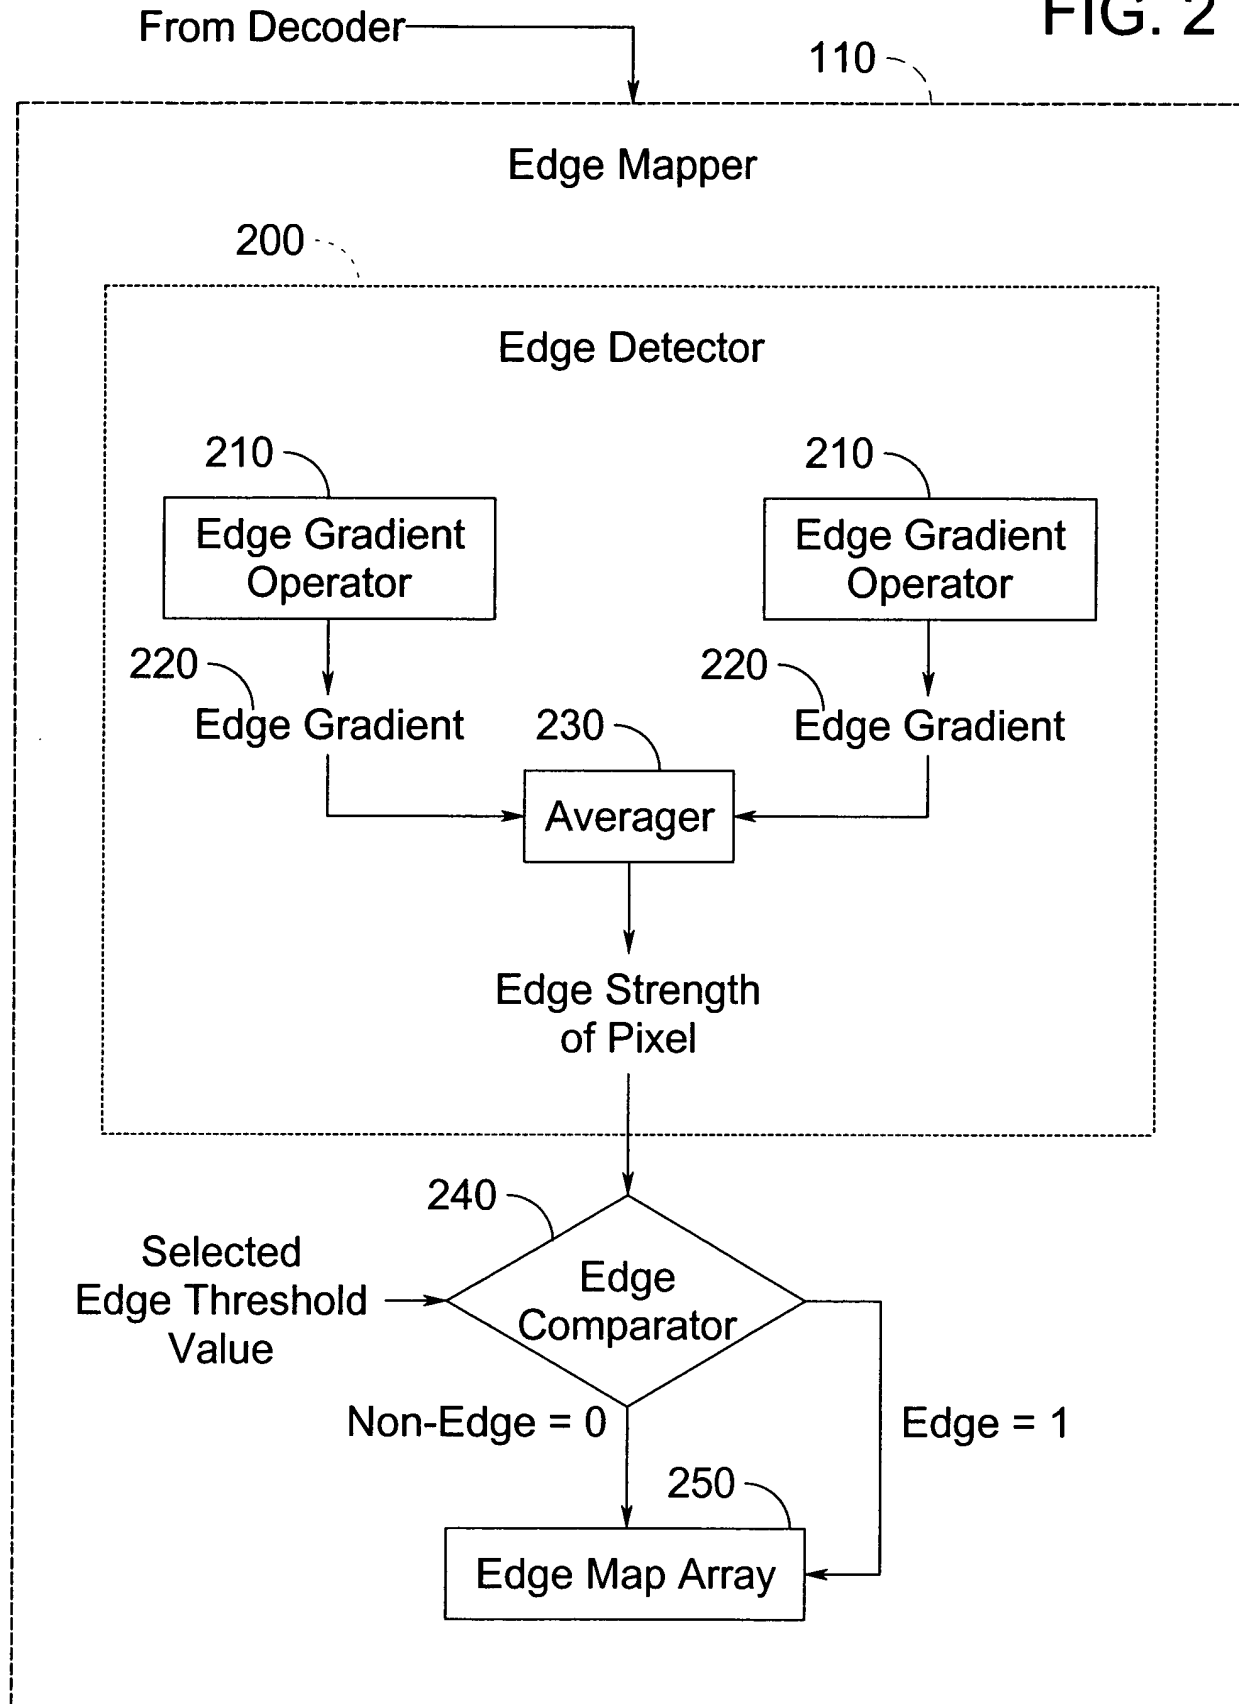 FIG. 2
From Decoder
110
Edge Mapper
200
Edge Detector
210
210
Edge Gradient
Operator
Edge Gradient
Operator
220
220
Edge Gradient
Edge Gradient
230
Averager
Edge Strength
of Pixel
240
Selected
Edge Threshold
Value
Edge
Comparator
Non-Edge = 0
Edge = 1
250
Edge Map Array